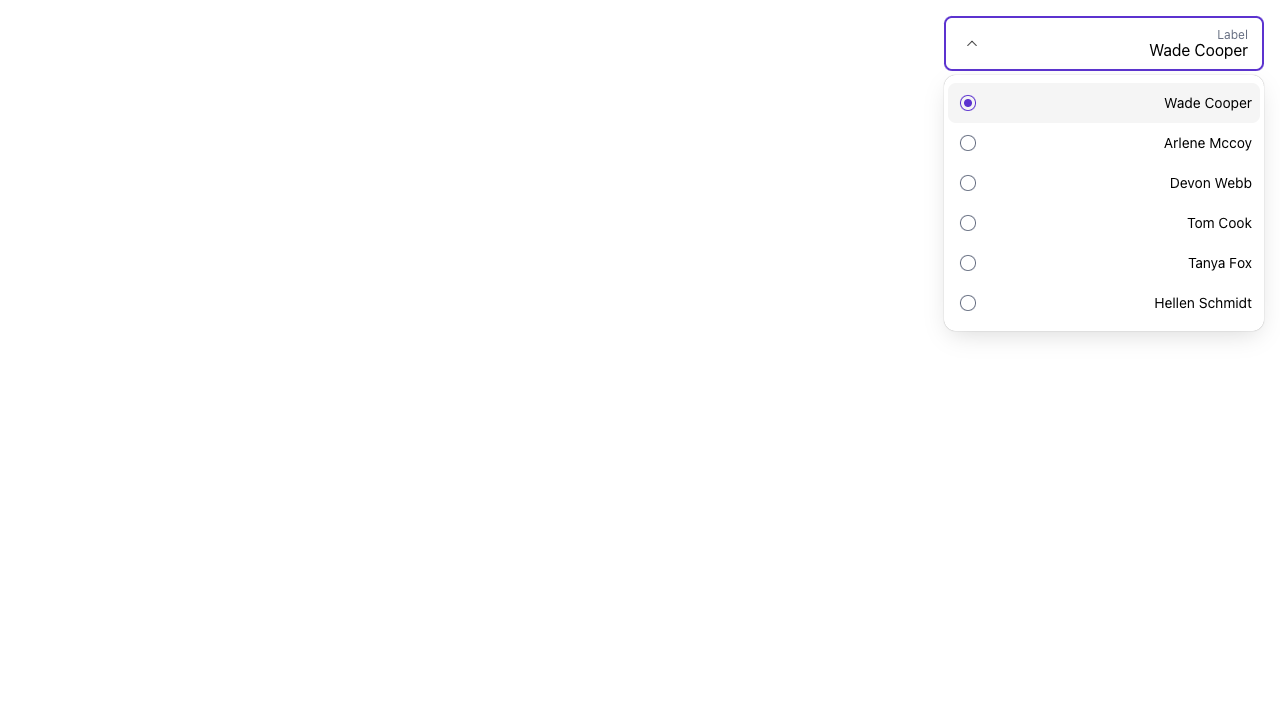 Label
Wade Cooper
Wade Cooper
Arlene Mccoy
Devon Webb
Tom Cook
Tanya Fox
Hellen Schmidt